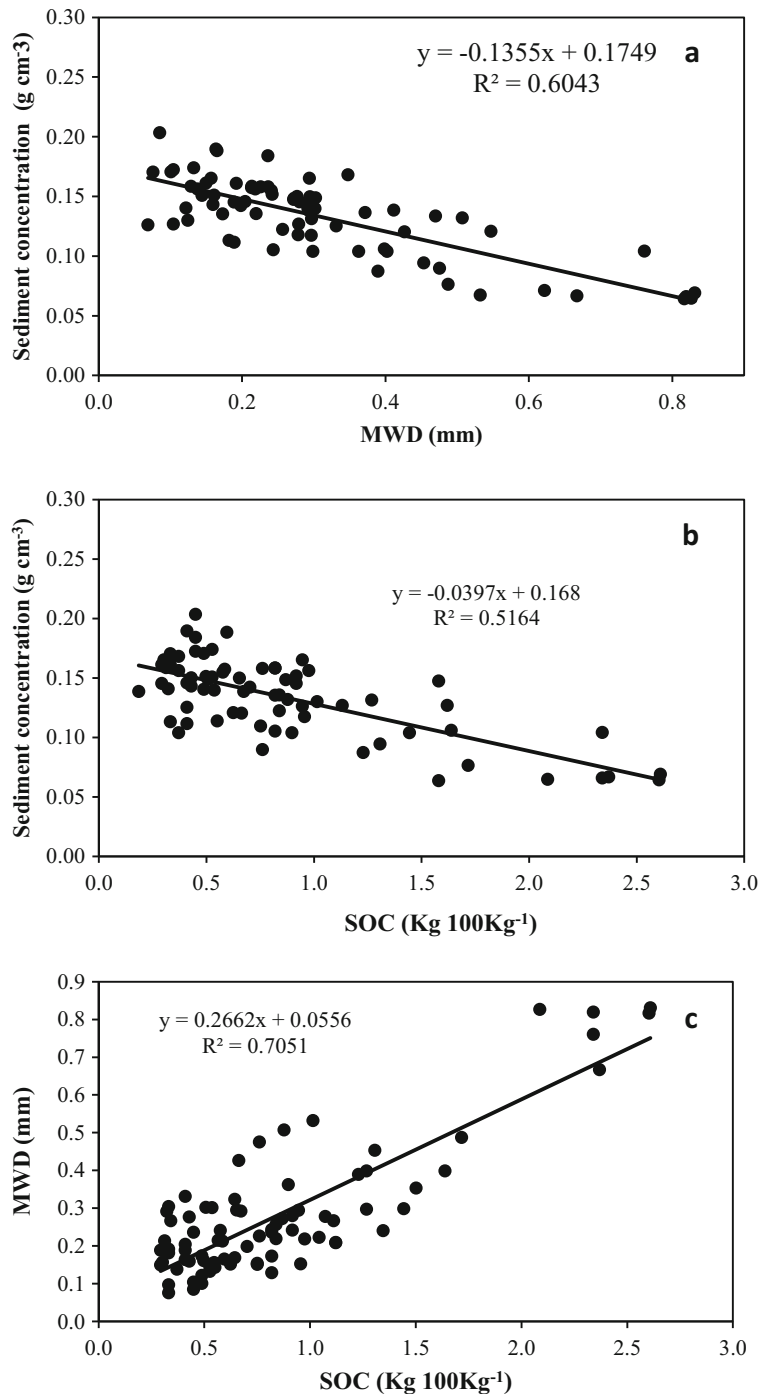 0.30
0.25
0.20
0.15
0.10
0.05
0.00
Sediment concentration (g cm-3)
y = -0.1355x + 0.1749
R² = 0.6043
a
0.0 0.2 0.4 0.6 0.8
MWD (mm)
0.30
0.25
0.20
0.15
0.10
0.05
0.00
Sediment concentration (g cm⁻³)
b
y = -0.0397x + 0.168
R² = 0.5164
0.0 0.5 1.0 1.5 2.0 2.5 3.0
SOC (Kg 100Kg⁻¹)
0.9
0.8
0.7
0.6
0.5
0.4
0.3
0.2
0.1
0.0
MWD (mm)
y = 0.2662x + 0.0556
R² = 0.7051
c
0.0 0.5 1.0 1.5 2.0 2.5 3.0
SOC (Kg 100Kg⁻¹)